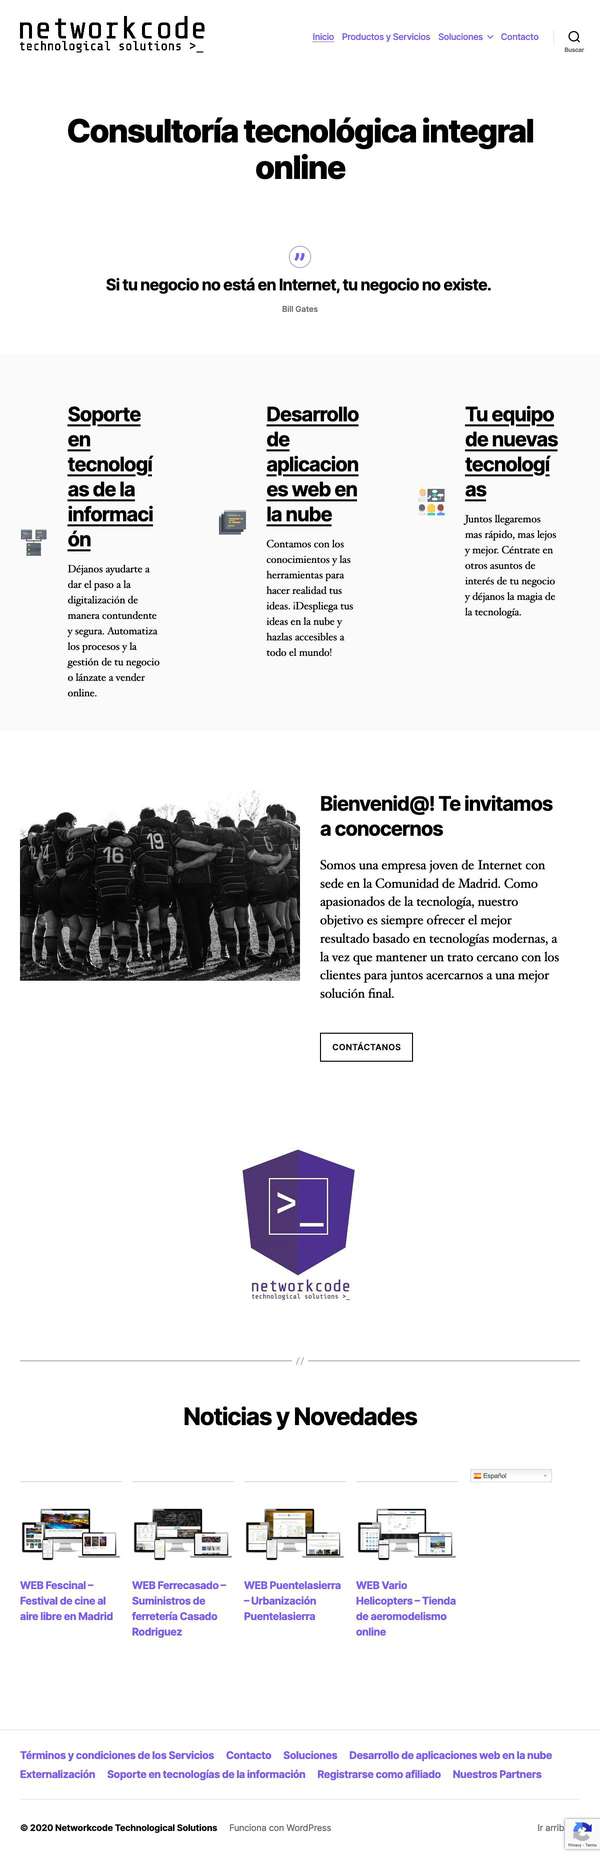 networkcode
technological solutions >_
Inicio Productos y Servicios Soluciones Contacto
Buscar
Consultoría tecnológica integral
online
Si tu negocio no está en Internet, tu negocio no existe.
Bill Gates
Soporte
en
tecnologí
as de la
informaci
ón
Déjanos ayudarte a
dar el paso a la
digitalización de
manera contundente
y segura. Automatiza
los procesos y la
gestión de tu negocio
o lánzate a vender
online.
Desarrollo
de
aplicacion
es web en
la nube
Contamos con los
conocimientos y las
herramientas para
hacer realidad tus
ideas. ¡Despliega tus
ideas en la nube y
hazlas accesibles a
todo el mundo!
Tu equipo
de nuevas
tecnologí
as
Juntos llegaremos
mas rápido, mas lejos
y mejor. Céntrate en
otros asuntos de
interés de tu negocio
y déjanos la magia de
la tecnología.
16
19
Bienvenid@! Te invitamos
a conocernos
Somos una empresa joven de Internet con
sede en la Comunidad de Madrid. Como
apasionados de la tecnología, nuestro
objetivo es siempre ofrecer el mejor
resultado basado en tecnologías modernas, a
la vez que mantener un trato cercano con los
clientes para juntos acercarnos a una mejor
solución final.
CONTÁCTANOS
>_
networkcode
technological solutions >_
//
Noticias y Novedades
Español
WEB Fescinal –
Festival de cine al
aire libre en Madrid
WEB Ferrecasado –
Suministros de
ferretería Casado
Rodriguez
WEB Puentelasierra
– Urbanización
Puentelasierra
WEB Vario
Helicopters – Tienda
de aeromodelismo
online
Términos y condiciones de los Servicios Contacto Soluciones Desarrollo de aplicaciones web en la nube
Externalización Soporte en tecnologías de la información Registrarse como afiliado Nuestros Partners
© 2020 Networkcode Technological Solutions Funciona con WordPress Ir arrib
Privacy - Terms